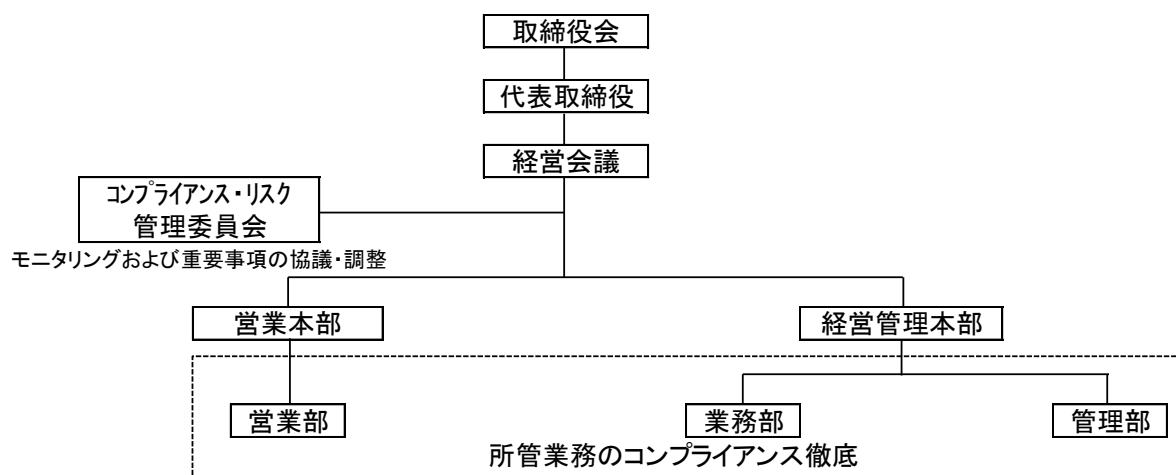 取締役会
代表取締役
経営会議
コンプライアンス・リスク
管理委員会
モニタリングおよび重要事項の協議・調整
営業本部
経営管理本部
営業部
業務部
管理部
所管業務のコンプライアンス徹底